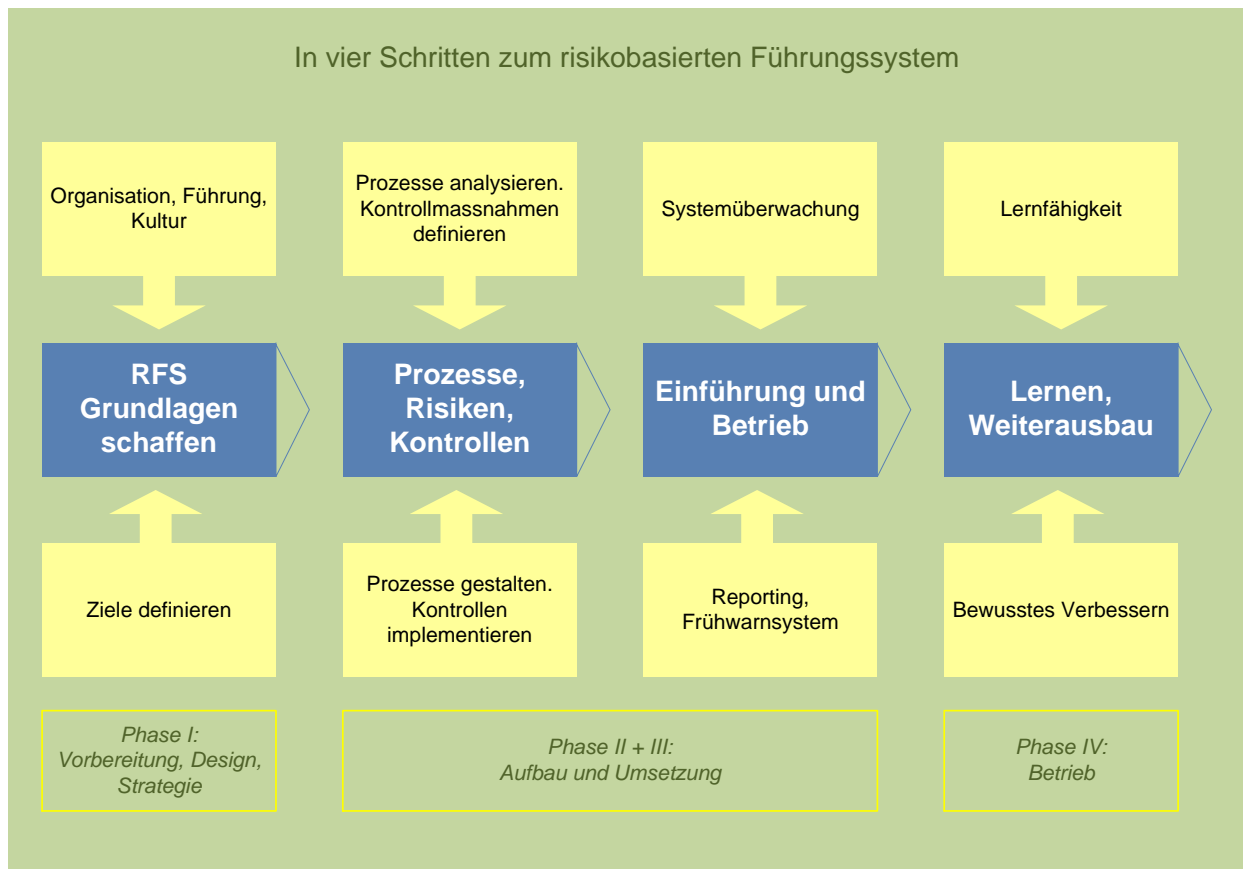 In vier Schritten zum risikobasierten Führungssystem
Organisation, Führung,
Kultur
Prozesse analysieren.
Kontrollmassnahmen
definieren
Systemüberwachung
Lernfähigkeit
RFS
Grundlagen
schaffen
Prozesse,
Risiken,
Kontrollen
Einführung und
Betrieb
Lernen,
Weiterausbau
Ziele definieren
Prozesse gestalten.
Kontrollen
implementieren
Reporting,
Frühwarnsystem
Bewusstes Verbessern
Phase I:
Vorbereitung, Design,
Strategie
Phase II + III:
Aufbau und Umsetzung
Phase IV:
Betrieb